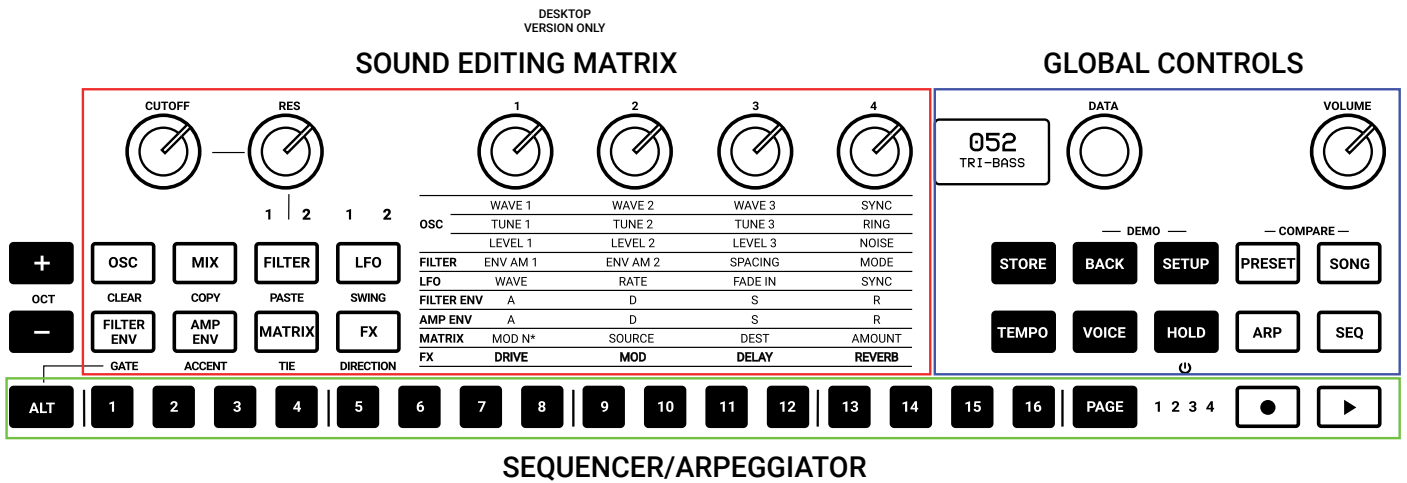 DESKTOP
VERSION ONLY
SOUND EDITING MATRIX
GLOBAL CONTROLS
CUTOFF RES 1 2 3 4 DATA VOLUME
052
TRI-BASS
WAVE 1 WAVE 2 WAVE 3 SYNC
OSC TUNE 1 TUNE 2 TUNE 3 RING
LEVEL 1 LEVEL 2 LEVEL 3 NOISE
FILTER ENV AM 1 ENV AM 2 SPACING MODE
LFO WAVE RATE FADE IN SYNC
FILTER ENV A D S R
AMP ENV A D S R
MATRIX MOD N* SOURCE DEST AMOUNT
FX DRIVE MOD DELAY REVERB
1 2 1 2
+ OSC MIX FILTER LFO
OCT CLEAR COPY PASTE SWING
− FILTER ENV AMP ENV MATRIX FX
GATE ACCENT TIE DIRECTION
DEMO COMPARE
STORE BACK SETUP PRESET SONG
TEMPO VOICE HOLD ARP SEQ
ALT 1 2 3 4 5 6 7 8 9 10 11 12 13 14 15 16 PAGE 1 2 3 4
SEQUENCER/ARPEGGIATOR